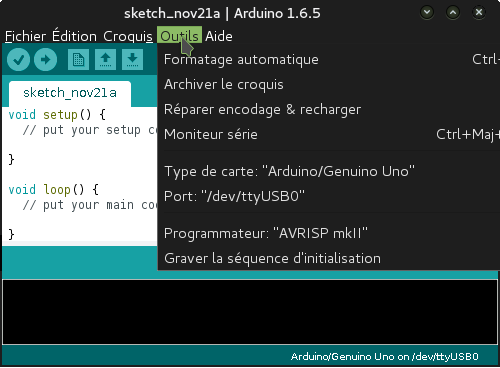 sketch_nov21a | Arduino 1.6.5
Fichier Édition Croquis Outils Aide
Formatage automatique Ctrl-
Archiver le croquis
Réparer encodage & recharger
Moniteur série Ctrl+Maj+
Type de carte: "Arduino/Genuino Uno"
Port: "/dev/ttyUSB0"
Programmateur: "AVRISP mkII"
Graver la séquence d'initialisation
sketch_nov21a
void setup() {
// put your setup co
}
void loop() {
// put your main cod
}
Arduino/Genuino Uno on /dev/ttyUSB0